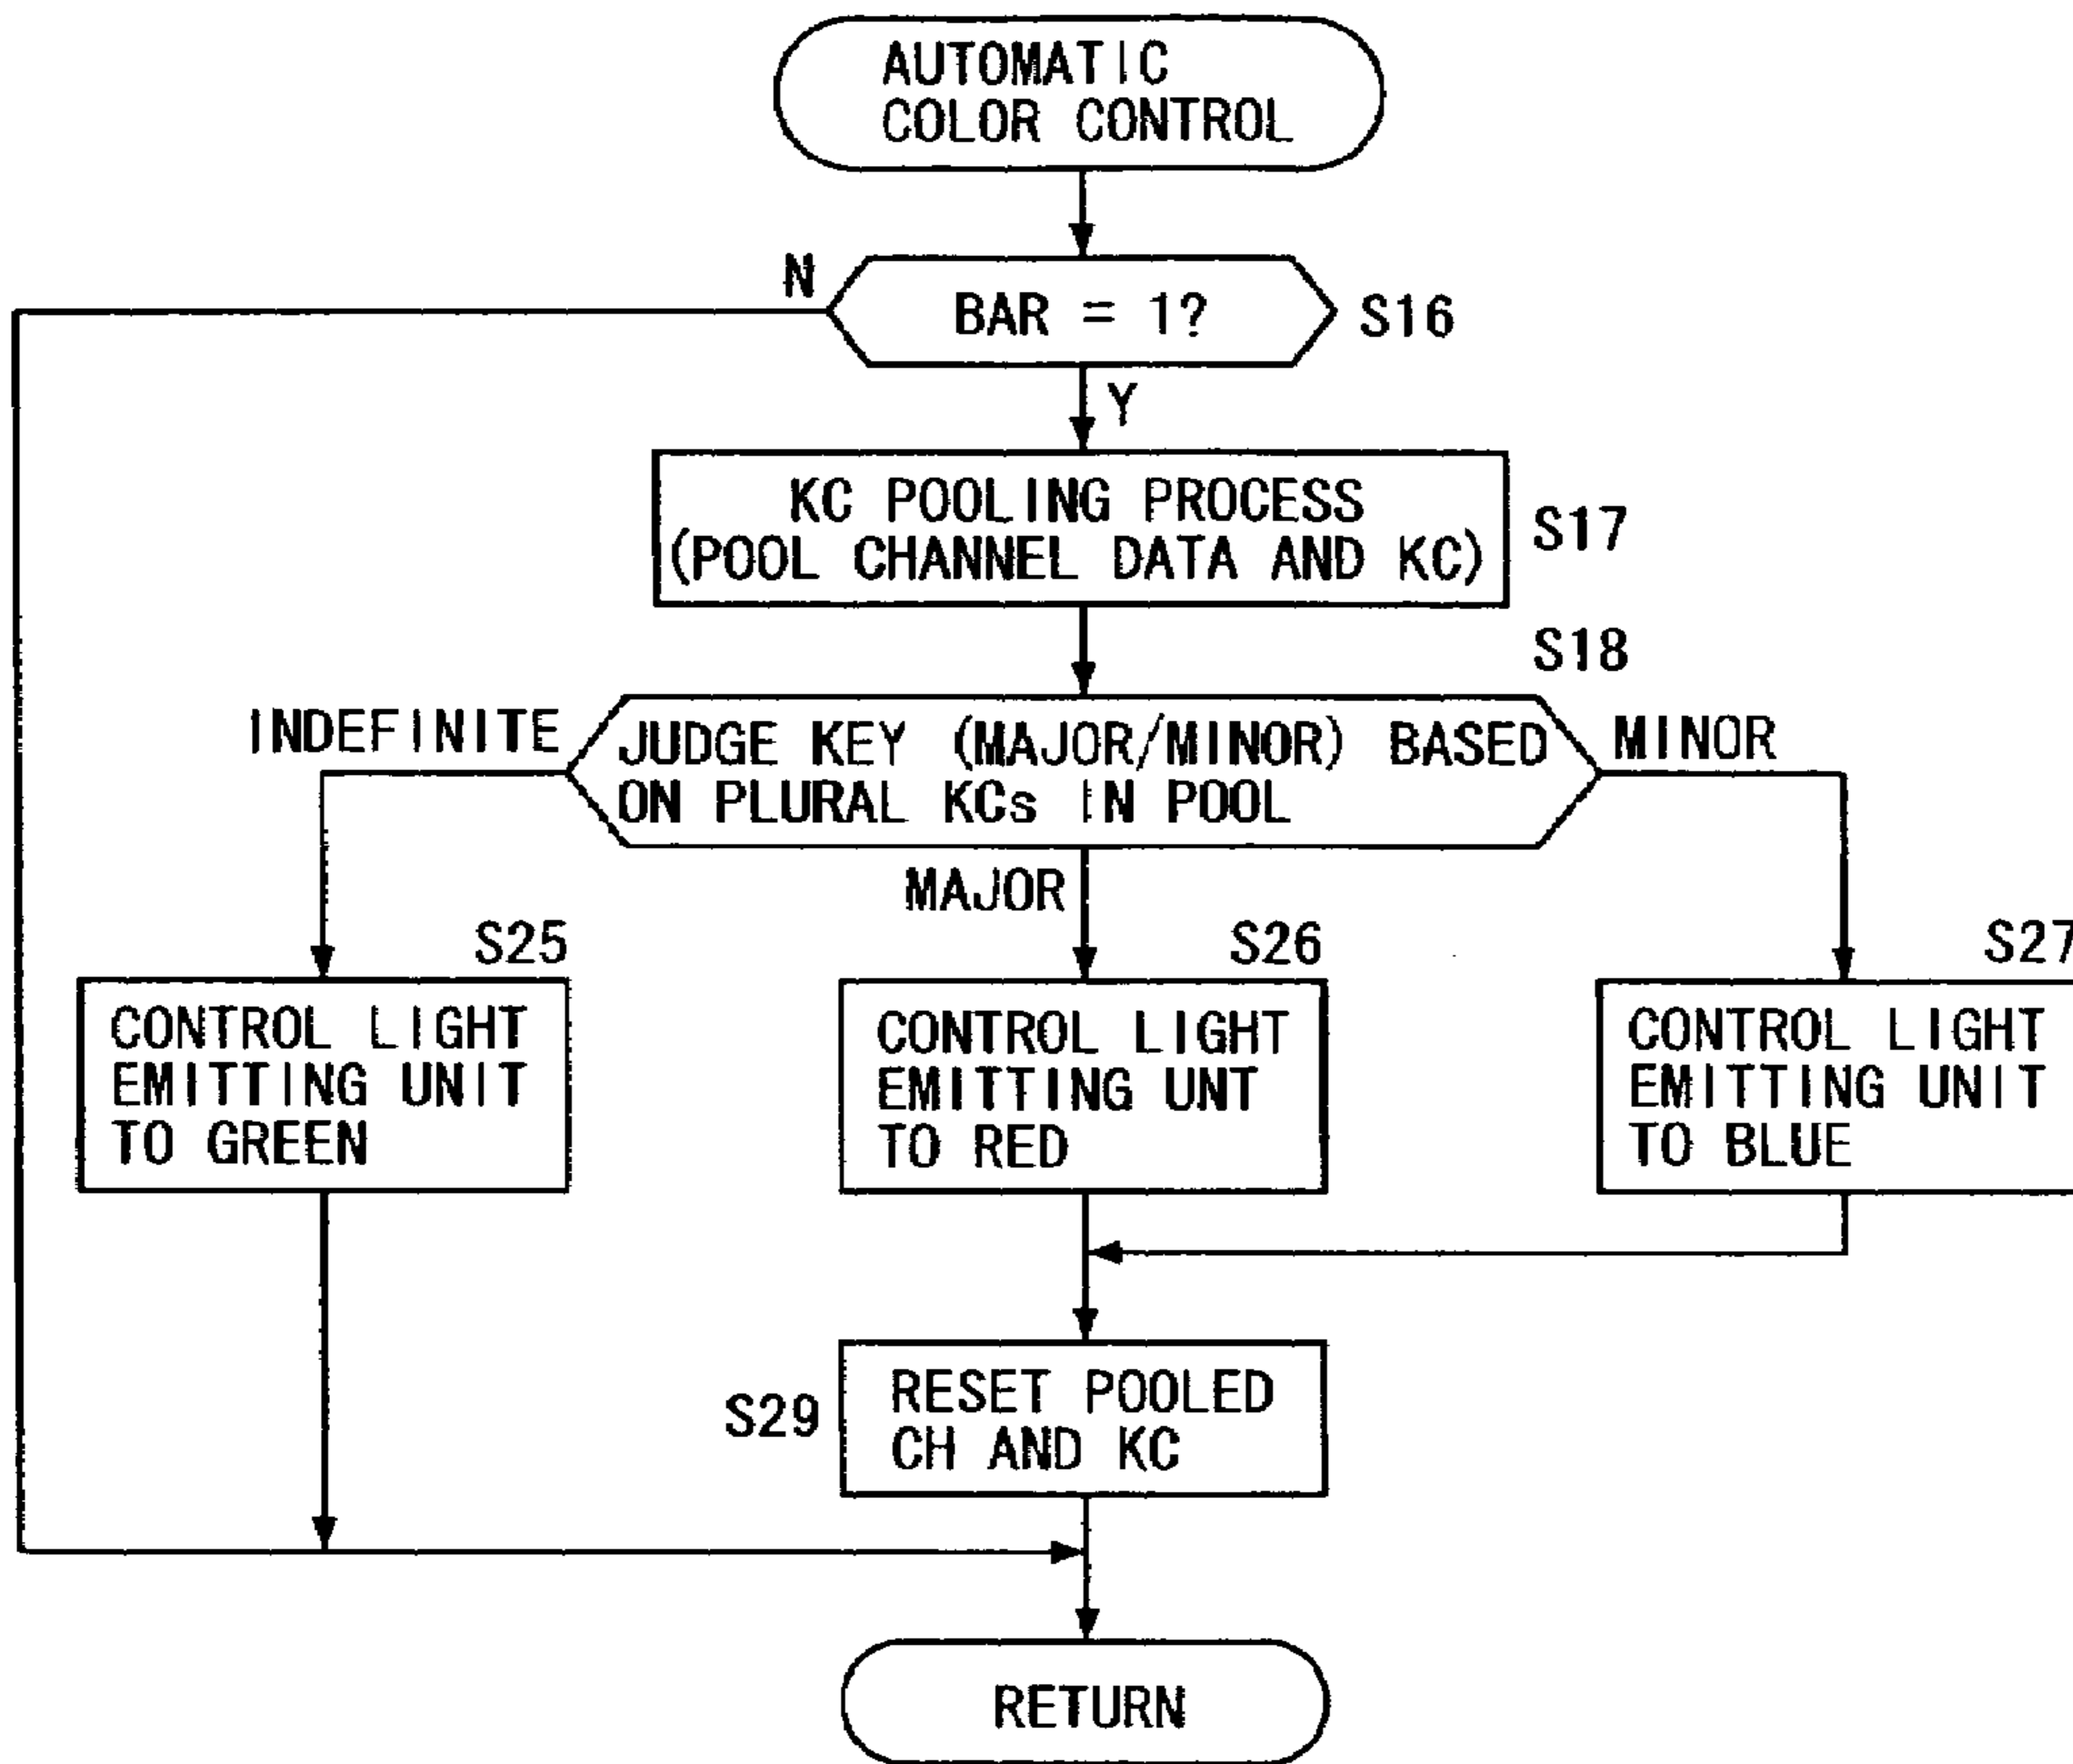 AUTOMATIC
COLOR CONTROL
N
BAR = 1?
S16
Y
KC POOLING PROCESS
(POOL CHANNEL DATA AND KC)
S17
S18
INDEFINITE
JUDGE KEY (MAJOR/MINOR) BASED
ON PLURAL KCs IN POOL
MINOR
MAJOR
S25
S26
S27
CONTROL LIGHT
EMITTING UNIT
TO GREEN
CONTROL LIGHT
EMITTING UNT
TO RED
CONTROL LIGHT
EMITTING UNIT
TO BLUE
S29
RESET POOLED
CH AND KC
RETURN